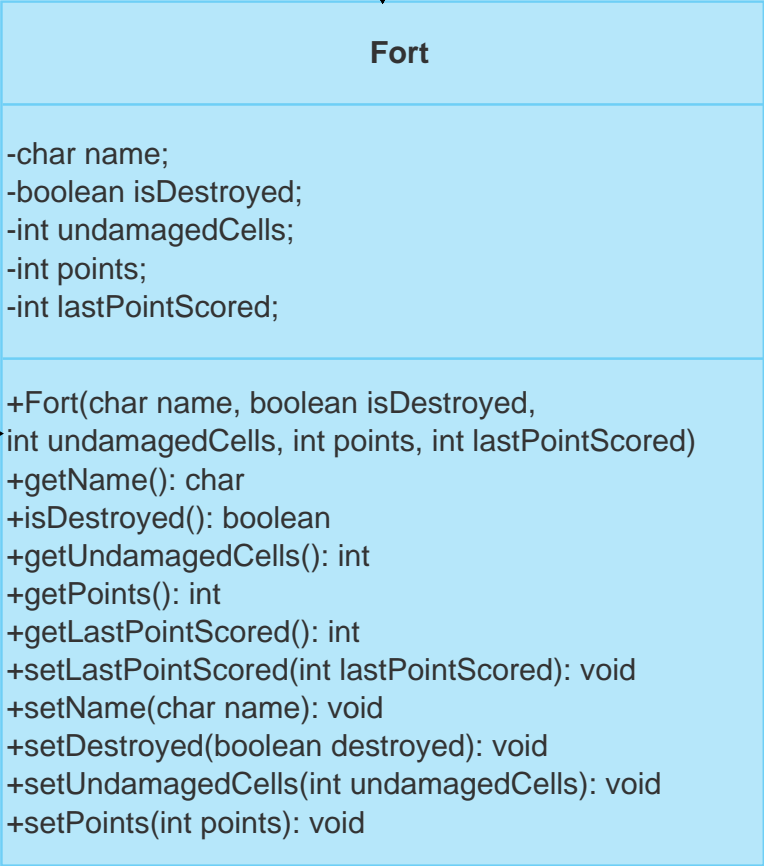 Fort
-char name;
-boolean isDestroyed;
-int undamagedCells;
-int points;
-int lastPointScored;
+Fort(char name, boolean isDestroyed,
int undamagedCells, int points, int lastPointScored)
+getName(): char
+isDestroyed(): boolean
+getUndamagedCells(): int
+getPoints(): int
+getLastPointScored(): int
+setLastPointScored(int lastPointScored): void
+setName(char name): void
+setDestroyed(boolean destroyed): void
+setUndamagedCells(int undamagedCells): void
+setPoints(int points): void